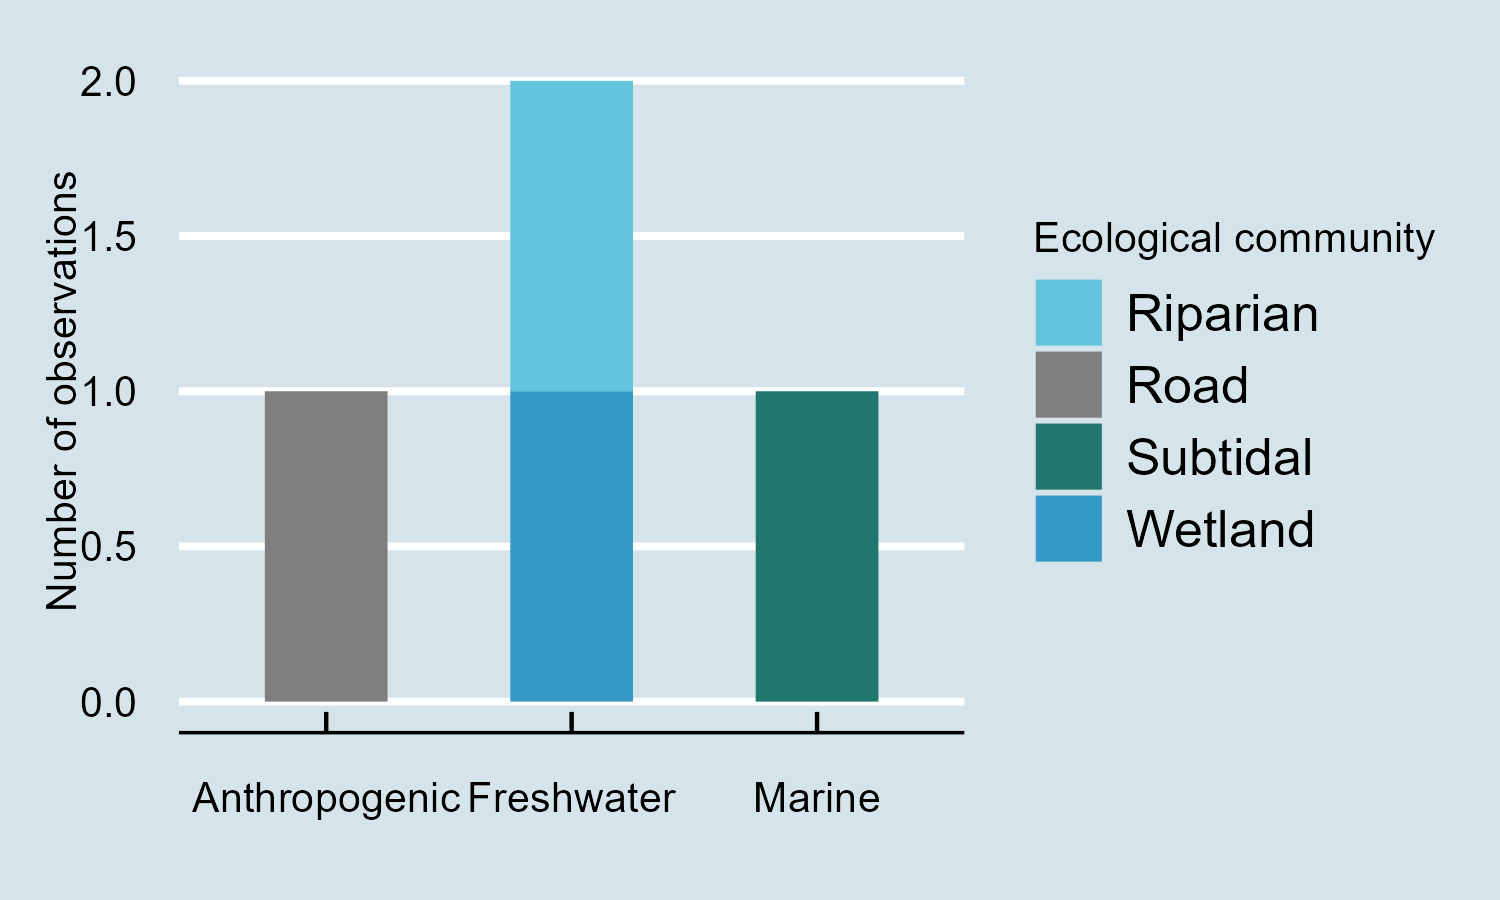 Number of observations
2.0
1.5
1.0
0.5
0.0
Anthropogenic Freshwater Marine
Ecological community
Riparian
Road
Subtidal
Wetland